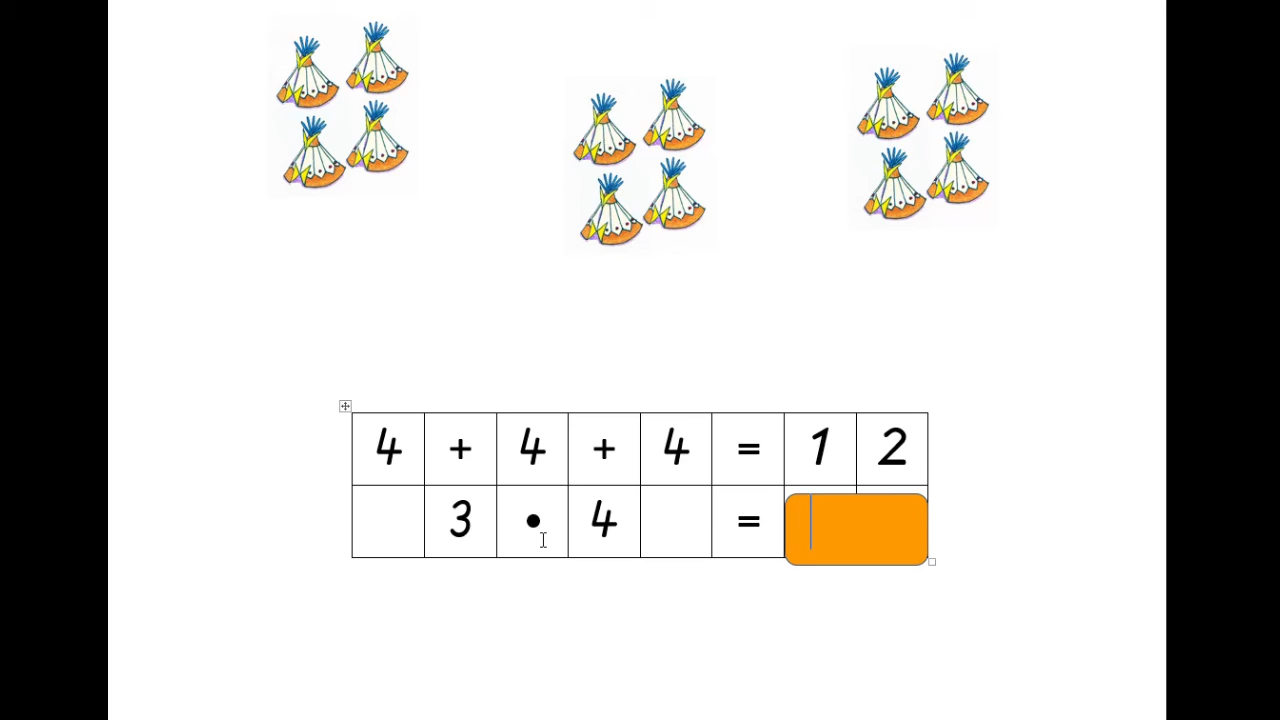 4 + 4 + 4 = 1 2
3 • 4 =